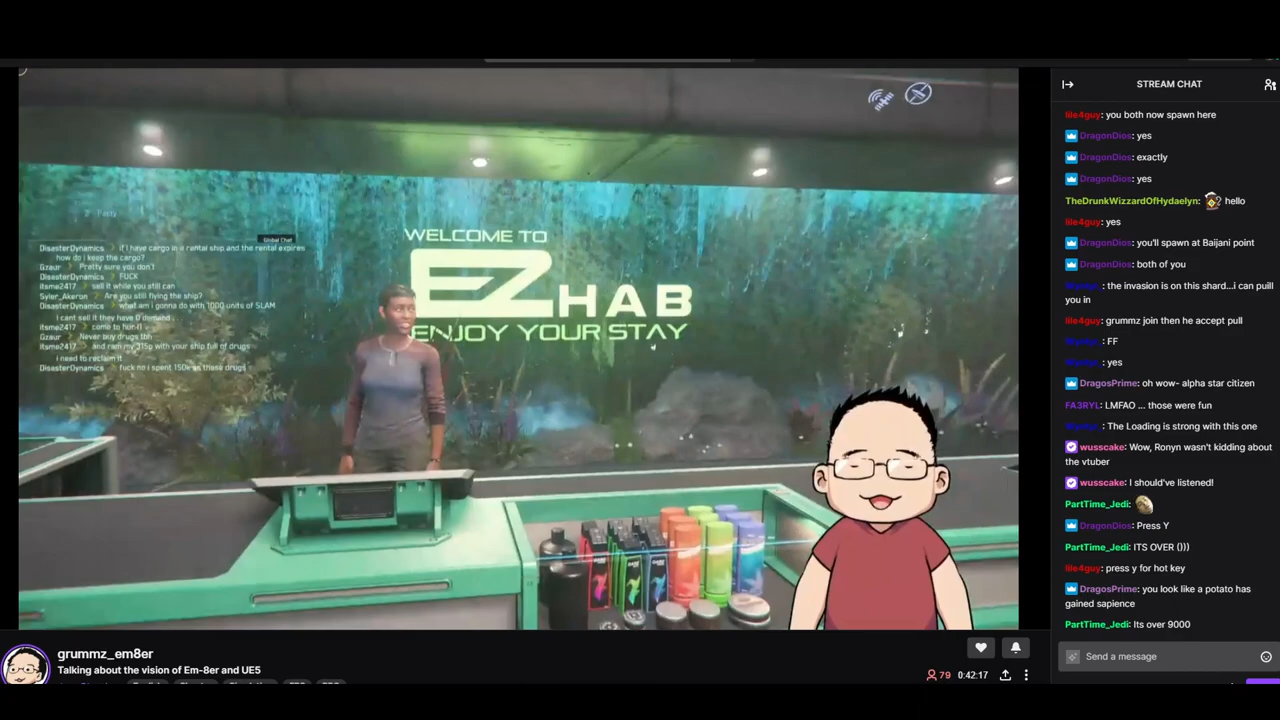 WELCOME TO
EZ HAB
ENJOY YOUR STAY
Global Chat
DisasterDynamics > if I have cargo in a rental ship and the rental expires
how do i keep the cargo?
Gzaur > Pretty sure you don't
DisasterDynamics > FUCK
itsme2417 > sell it while you still can
Syler_Akeron > Are you still flying the ship?
DisasterDynamics > what am i gonna do with 1000 units of SLAM
I cant sell it they have 0 demand
itsme2417 > come to hur-l1
Gzaur > Never buy drugs tbh
itsme2417 > and ram my 315p with your ship full of drugs
i need to reclaim it
DisasterDynamics > fuck no i spent 150k on these drugs
grummz_em8er
Talking about the vision of Em-8er and UE5
79
0:42:17
STREAM CHAT
lile4guy: you both now spawn here
DragonDios: yes
DragonDios: exactly
DragonDios: yes
TheDrunkWizzardOfHydaelyn: hello
lile4guy: yes
DragonDios: you'll spawn at Baijani point
DragonDios: both of you
: the invasion is on this shard...i can puill
you in
lile4guy: grummz join then he accept pull
: FF
: yes
DragosPrime: oh wow- alpha star citizen
FA3RYL: LMFAO ... those were fun
: The Loading is strong with this one
wusscake: Wow, Ronyn wasn't kidding about
the vtuber
wusscake: I should've listened!
PartTime_Jedi:
DragonDios: Press Y
PartTime_Jedi: ITS OVER ()))
lile4guy: press y for hot key
DragosPrime: you look like a potato has
gained sapience
PartTime_Jedi: Its over 9000
Send a message